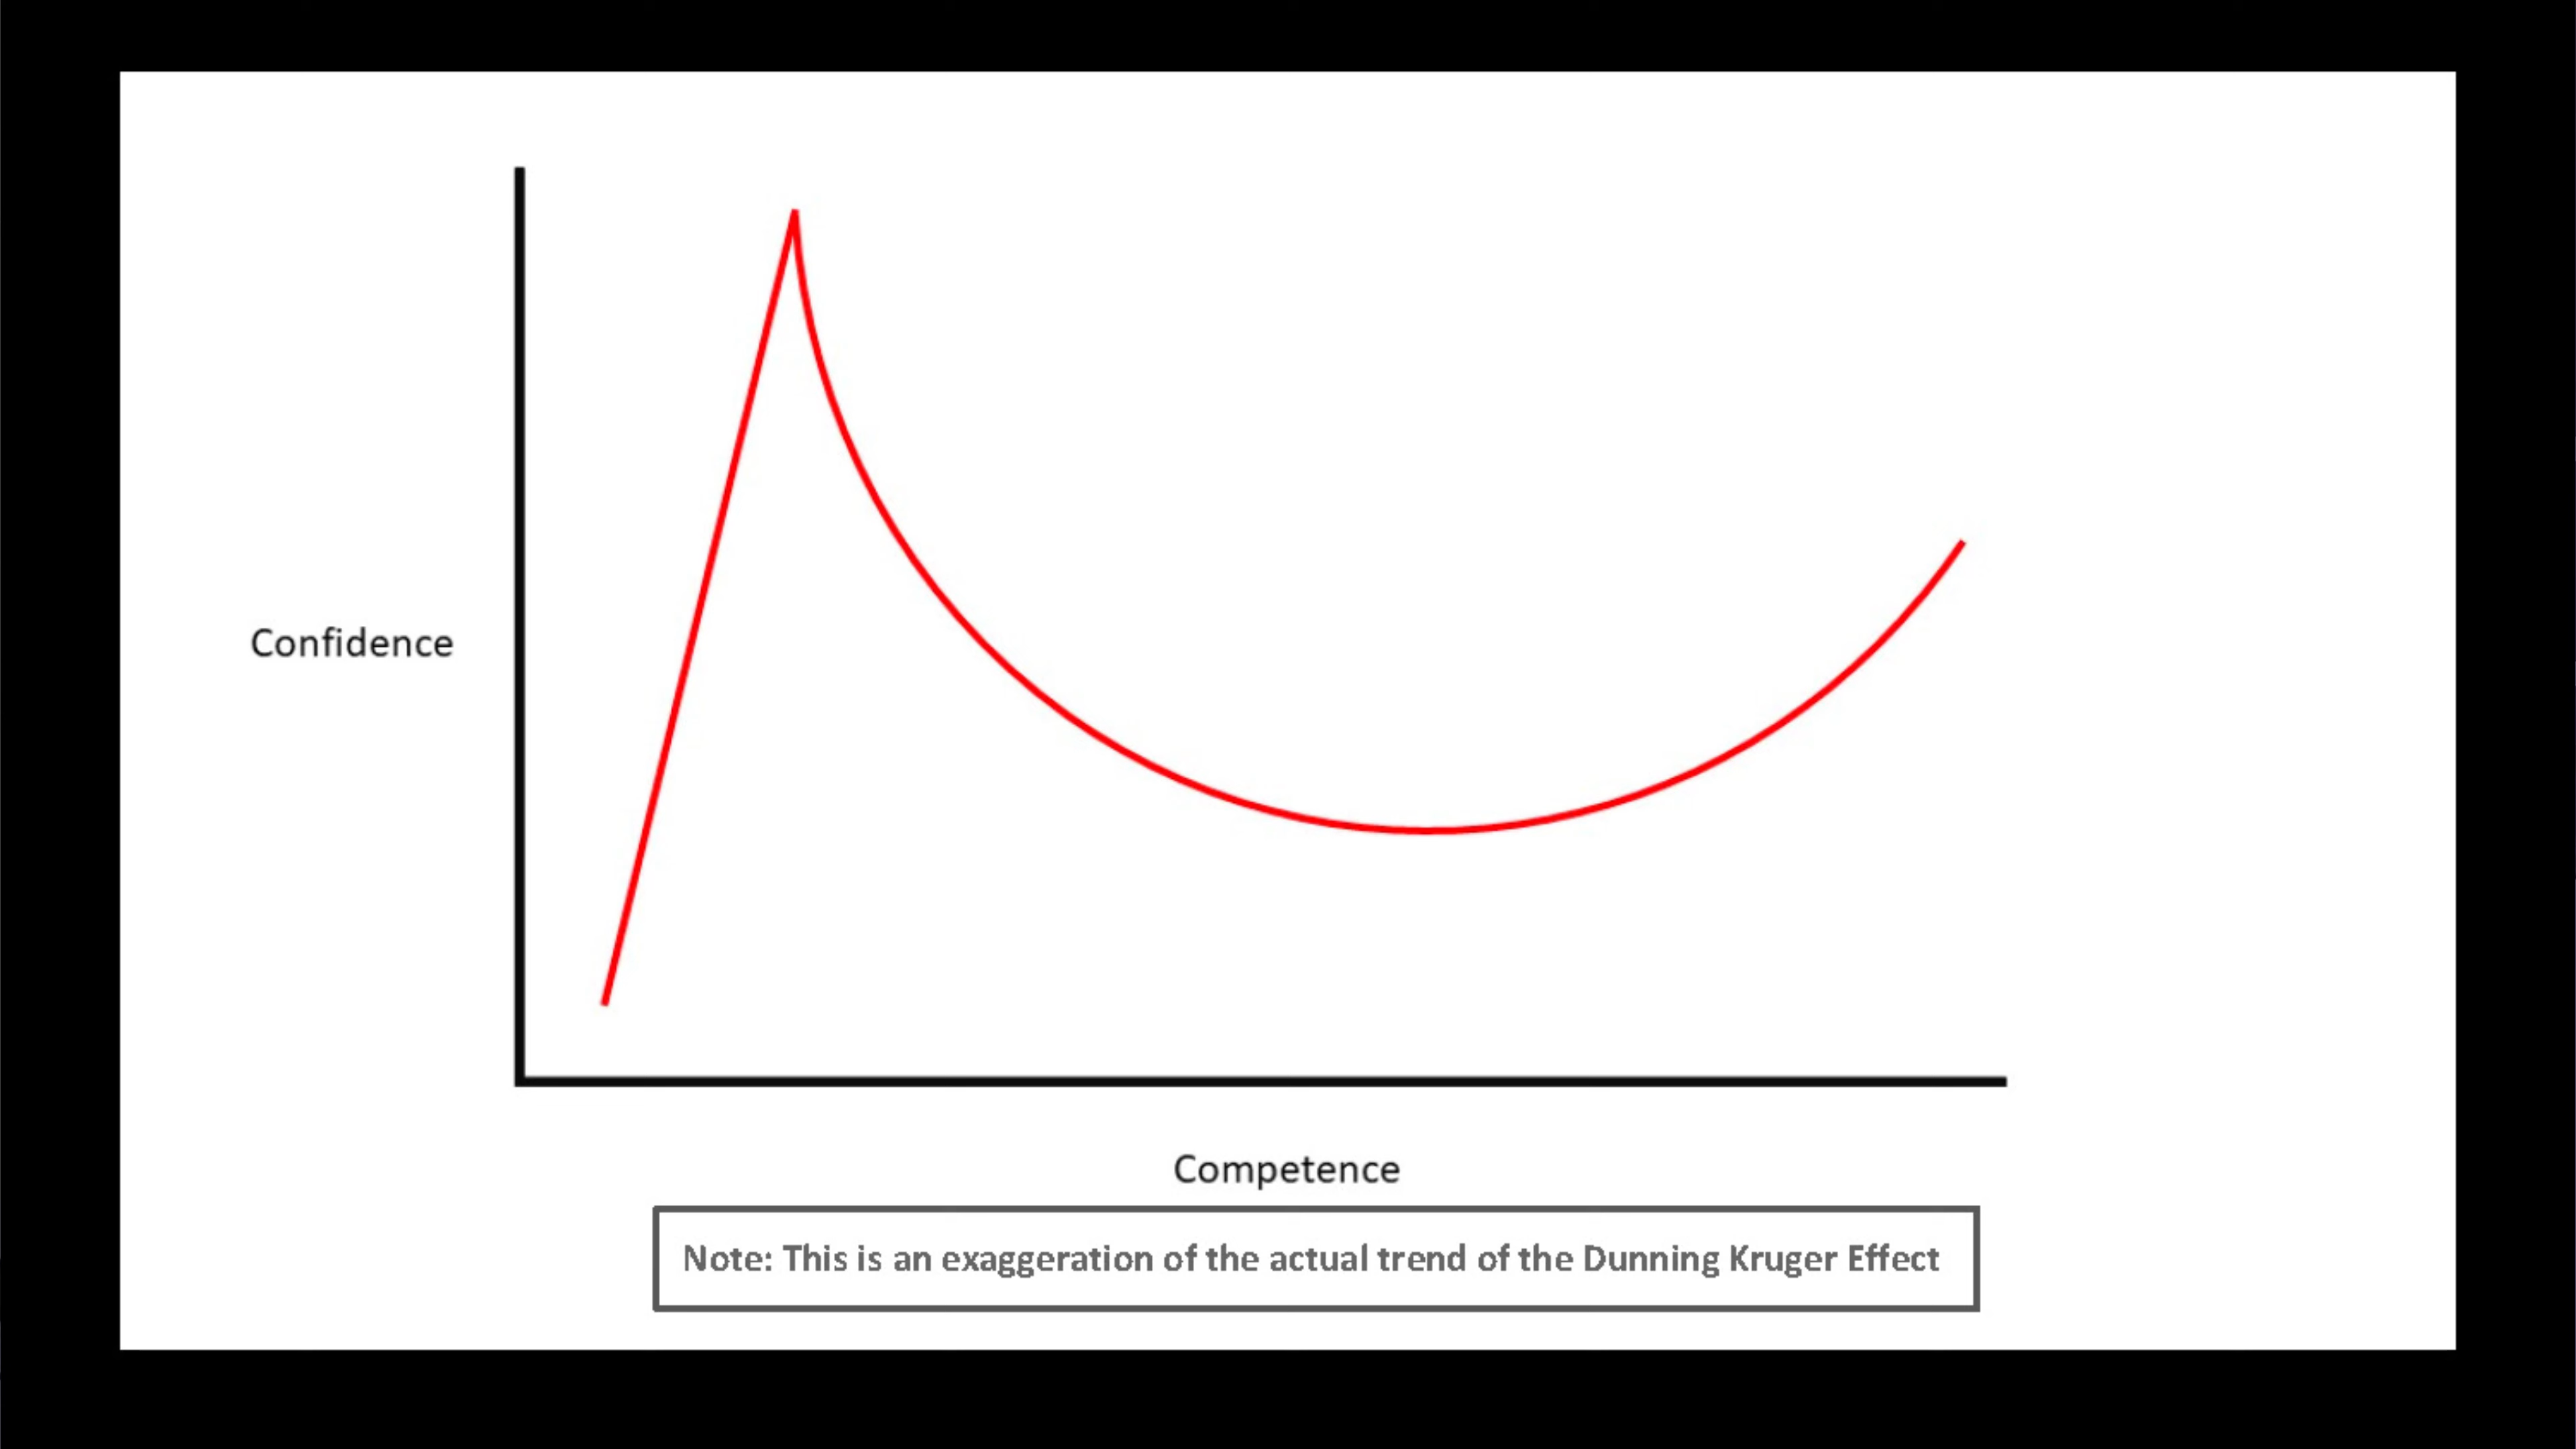 Confidence
Competence
Note: This is an exaggeration of the actual trend of the Dunning Kruger Effect